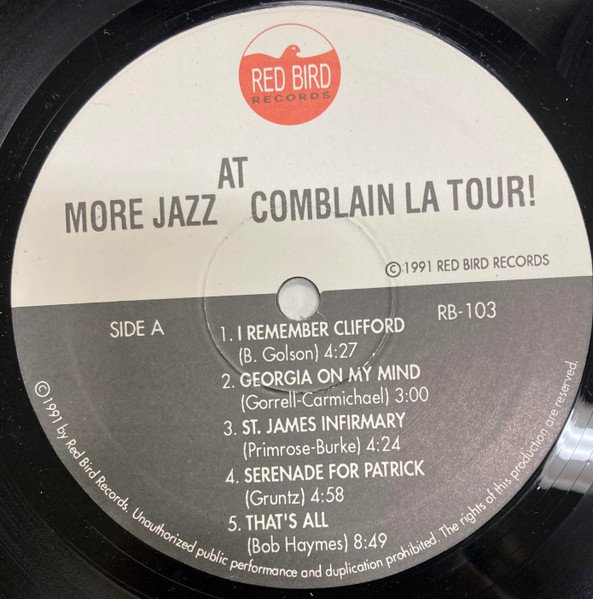 RED BIRD
RECORDS
MORE JAZZ AT COMBLAIN LA TOUR!
©1991 RED BIRD RECORDS
SIDE A
RB-103
1. I REMEMBER CLIFFORD
(B. Golson) 4:27
2. GEORGIA ON MY MIND
(Gorrell-Carmichael) 3:00
3. ST. JAMES INFIRMARY
(Primrose-Burke) 4:24
4. SERENADE FOR PATRICK
(Gruntz) 4:58
5. THAT'S ALL
(Bob Haymes) 8:49
©1991 by Red Bird Records. Unauthorized public performance and duplication prohibited. The rights of this production are reserved.